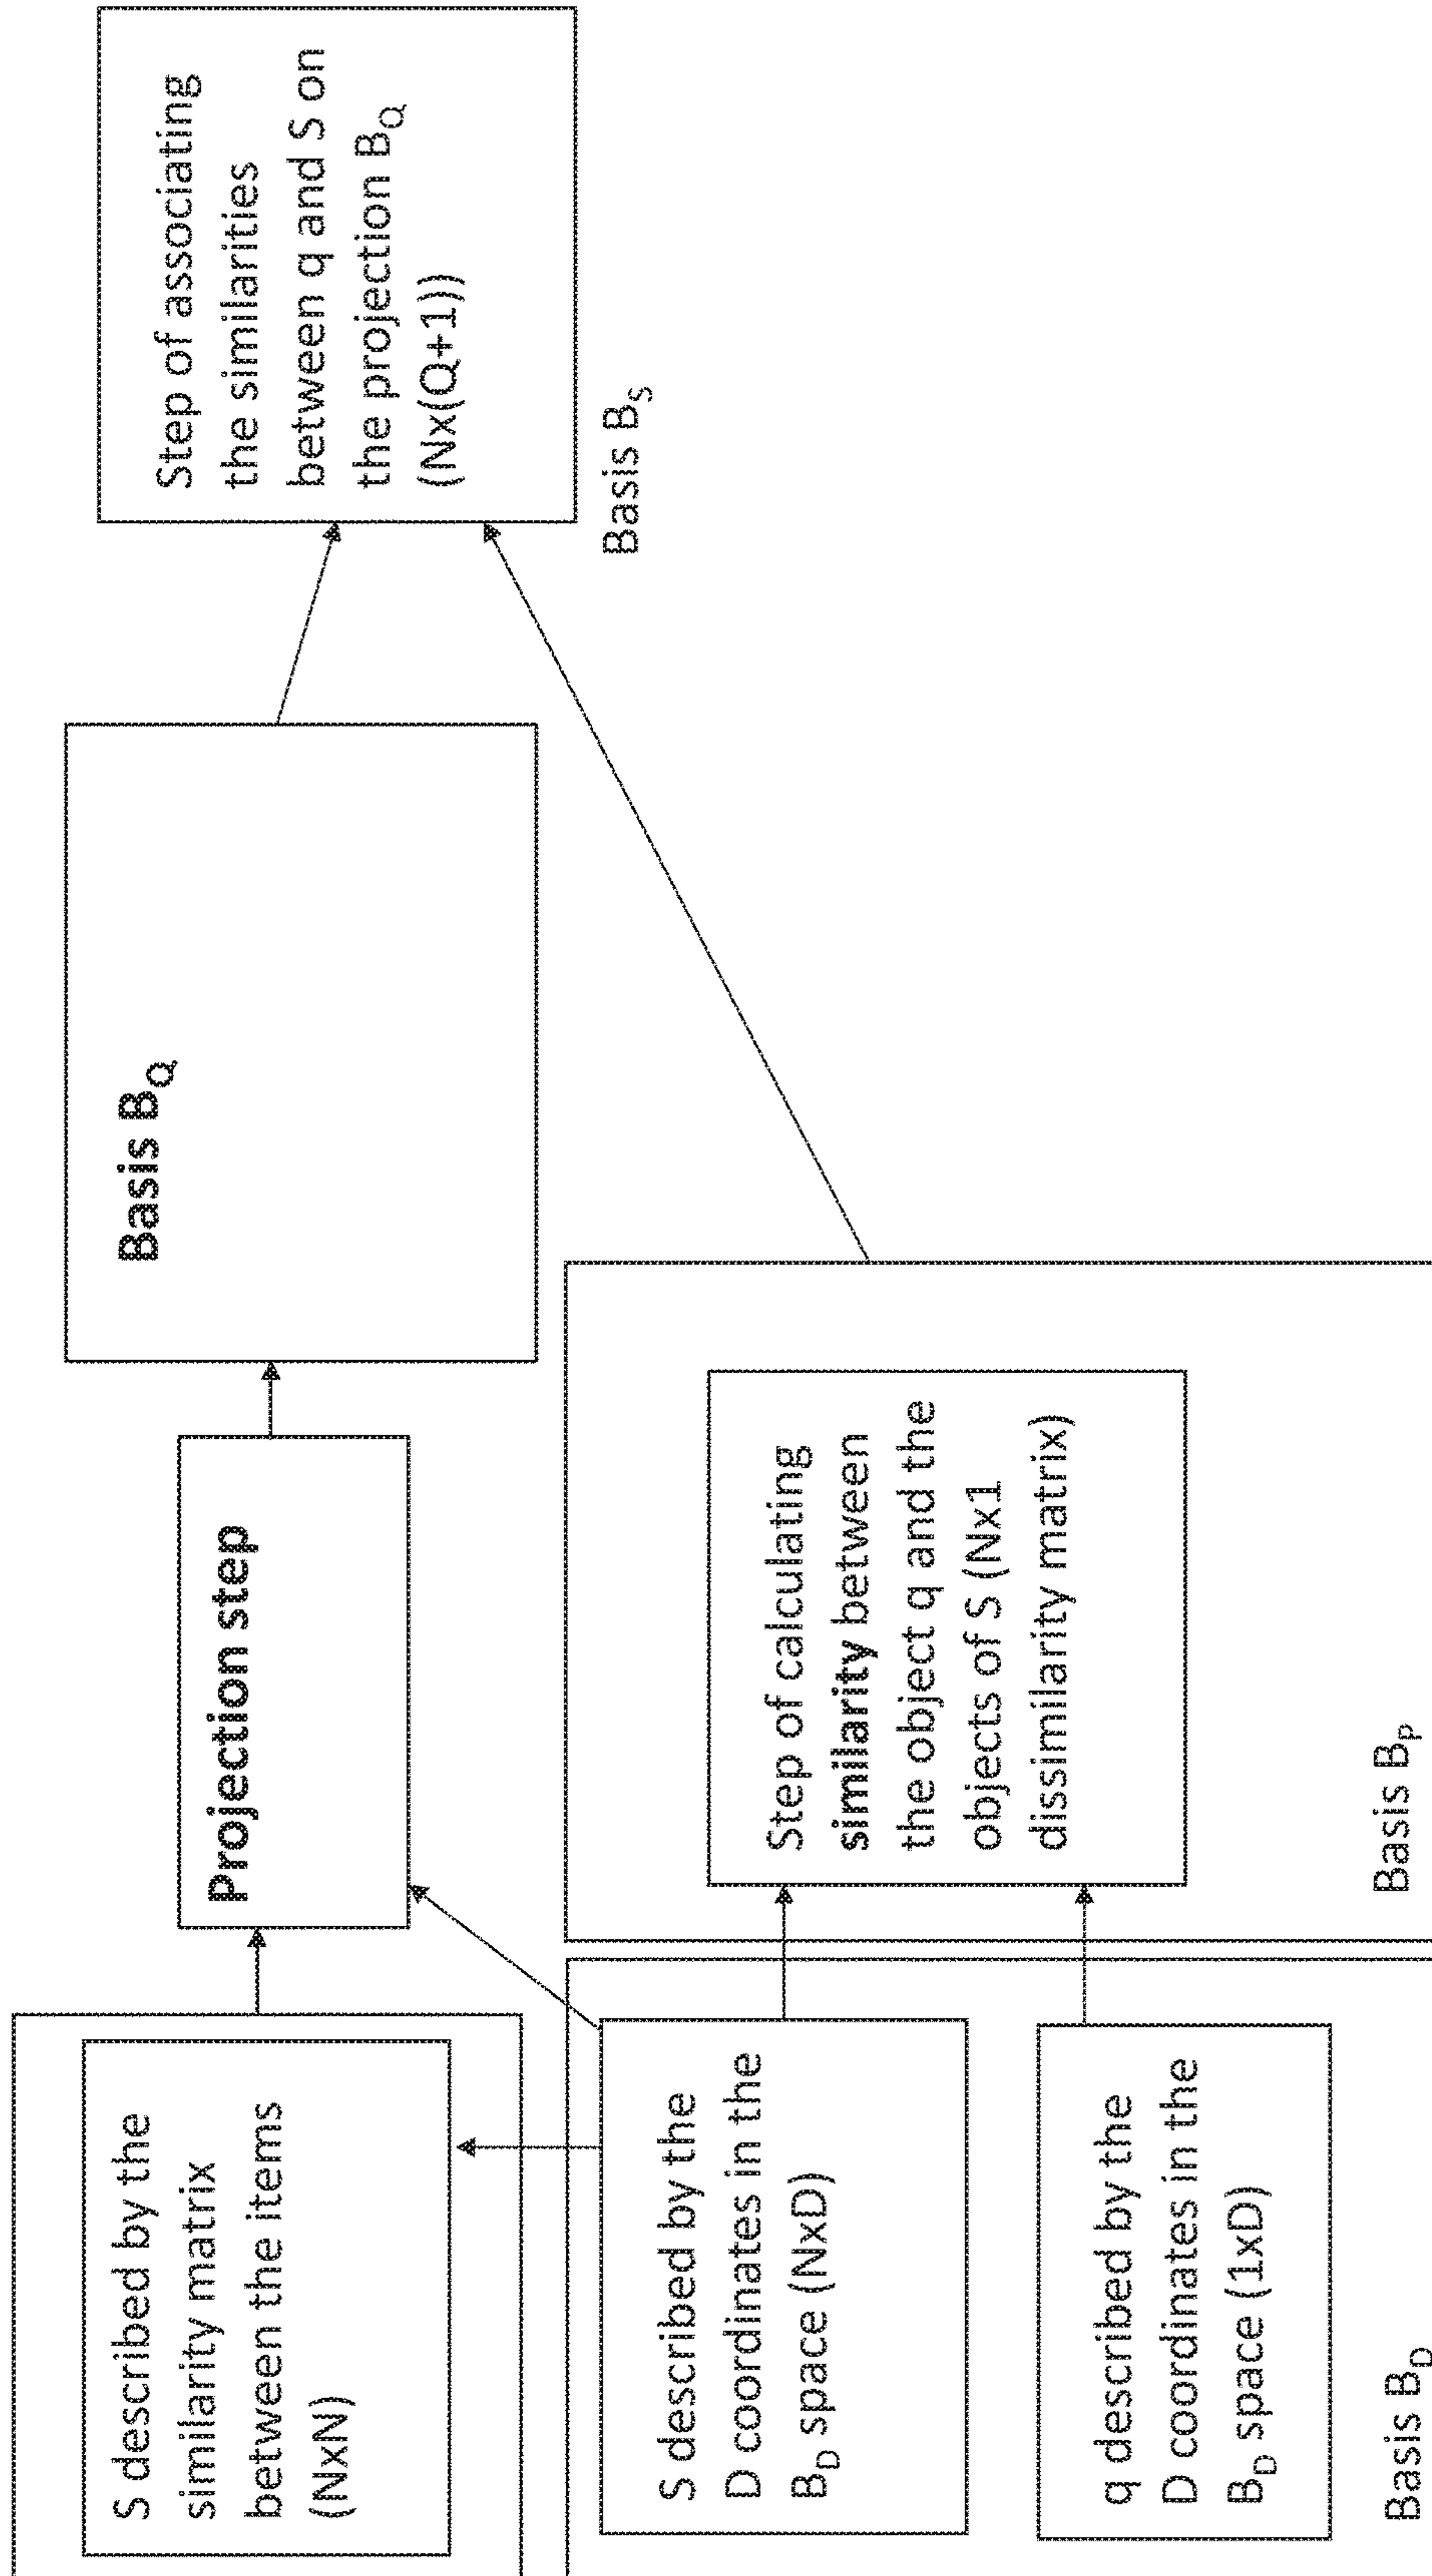 S described by the
similarity matrix
between the items
(NxN)
Projection step
Basis B_Q
Step of associating
the similarities
between q and S on
the projection B_Q
(Nx(Q+1))
Basis B_S
S described by the
D coordinates in the
B_D space (NxD)
q described by the
D coordinates in the
B_D space (1xD)
Basis B_D
Step of calculating
similarity between
the object q and the
objects of S (Nx1
dissimilarity matrix)
Basis B_P